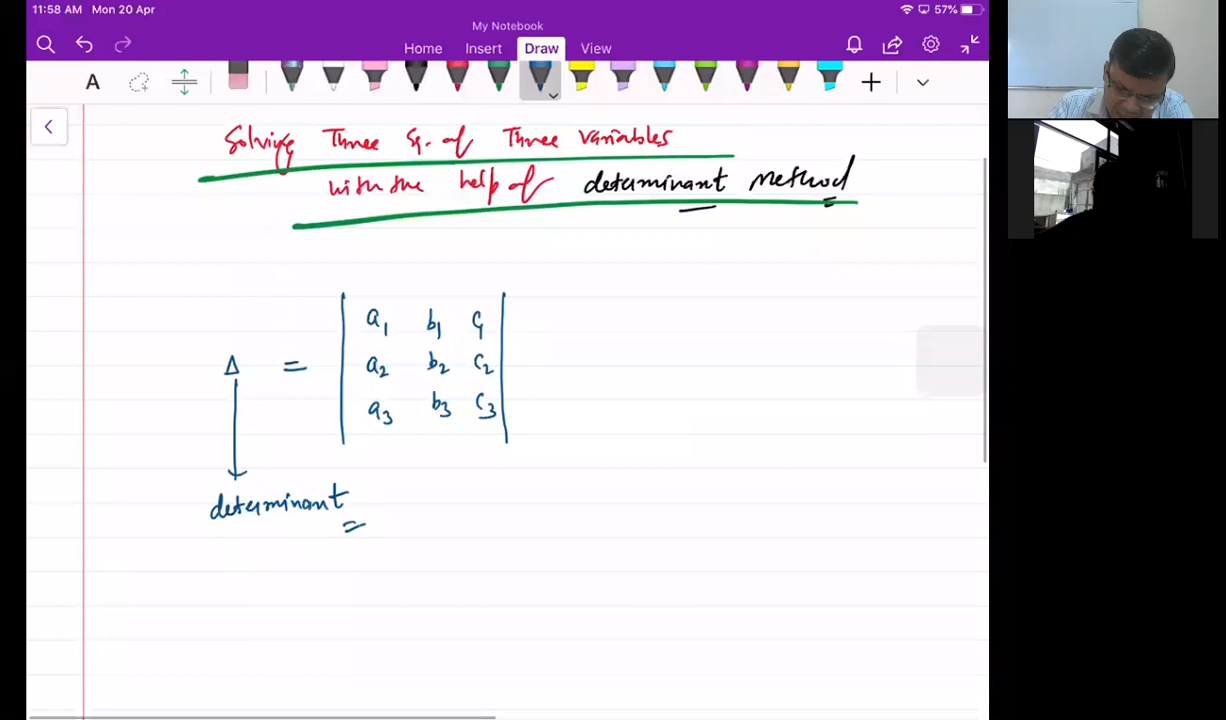 11:58 AM Mon 20 Apr
57%
My Notebook
Home Insert Draw View
A
Solving Three Eq. of Three variables
with the help of determinant method
a1 b1 c1
Δ = a2 b2 c2
a3 b3 c3
determinant